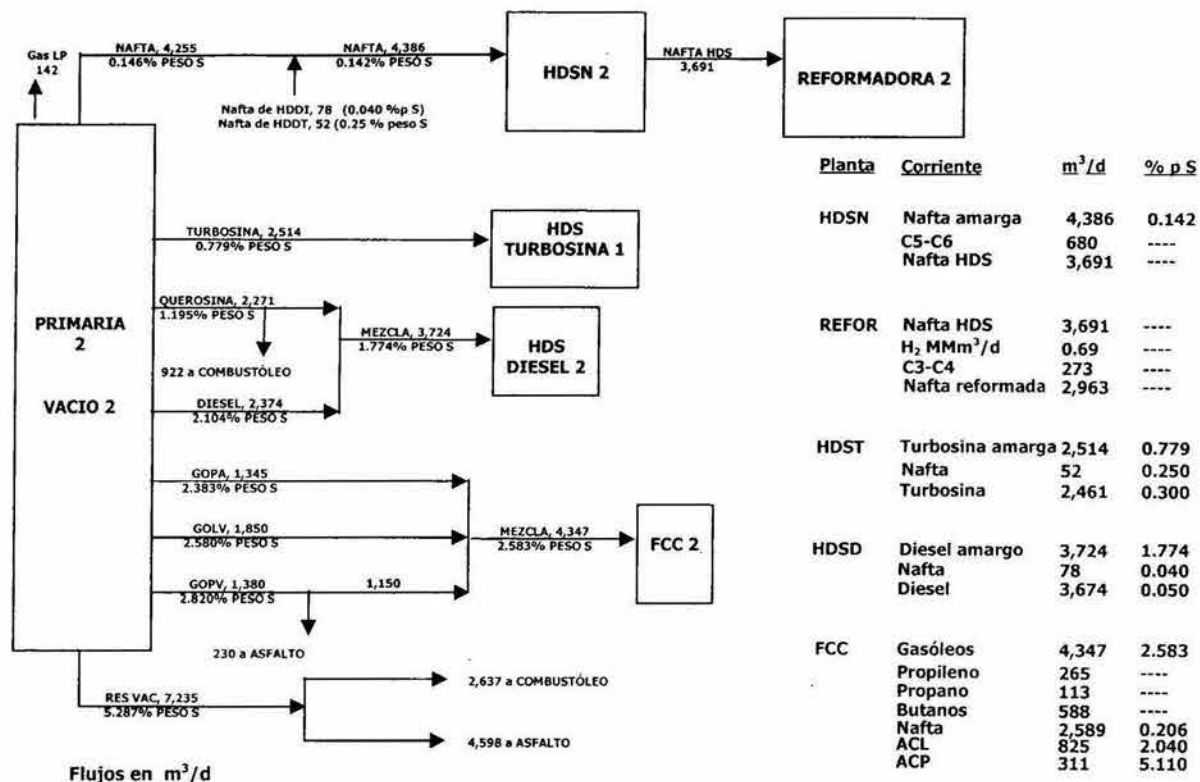 Gas LP
142
NAFTA, 4,255
0.146% PESO S
NAFTA, 4,386
0.142% PESO S
Nafta de HDDI, 78 (0.040 %p S)
Nafta de HDDT, 52 (0.25 % peso S
HDSN 2
NAFTA HDS
3,691
REFORMADORA 2
PRIMARIA
2
VACIO 2
TURBOSINA, 2,514
0.779% PESO S
HDS
TURBOSINA 1
QUEROSINA, 2,271
1.195% PESO S
922 a COMBUSTÓLEO
MEZCLA, 3,724
1.774% PESO S
HDS
DIESEL 2
DIESEL, 2,374
2.104% PESO S
GOPA, 1,345
2.383% PESO S
GOLV, 1,850
2.580% PESO S
MEZCLA, 4,347
2.583% PESO S
FCC 2
GOPV, 1,380
2.820% PESO S
1,150
230 a ASFALTO
RES VAC, 7,235
5.287% PESO S
2,637 a COMBUSTÓLEO
4,598 a ASFALTO
Flujos en m³/d
Planta Corriente m³/d % p S
HDSN Nafta amarga 4,386 0.142
C5-C6 680 ----
Nafta HDS 3,691 ----
REFOR Nafta HDS 3,691 ----
H₂ MMm³/d 0.69 ----
C3-C4 273 ----
Nafta reformada 2,963 ----
HDST Turbosina amarga 2,514 0.779
Nafta 52 0.250
Turbosina 2,461 0.300
HDSD Diesel amargo 3,724 1.774
Nafta 78 0.040
Diesel 3,674 0.050
FCC Gasóleos 4,347 2.583
Propileno 265 ----
Propano 113 ----
Butanos 588 ----
Nafta 2,589 0.206
ACL 825 2.040
ACP 311 5.110